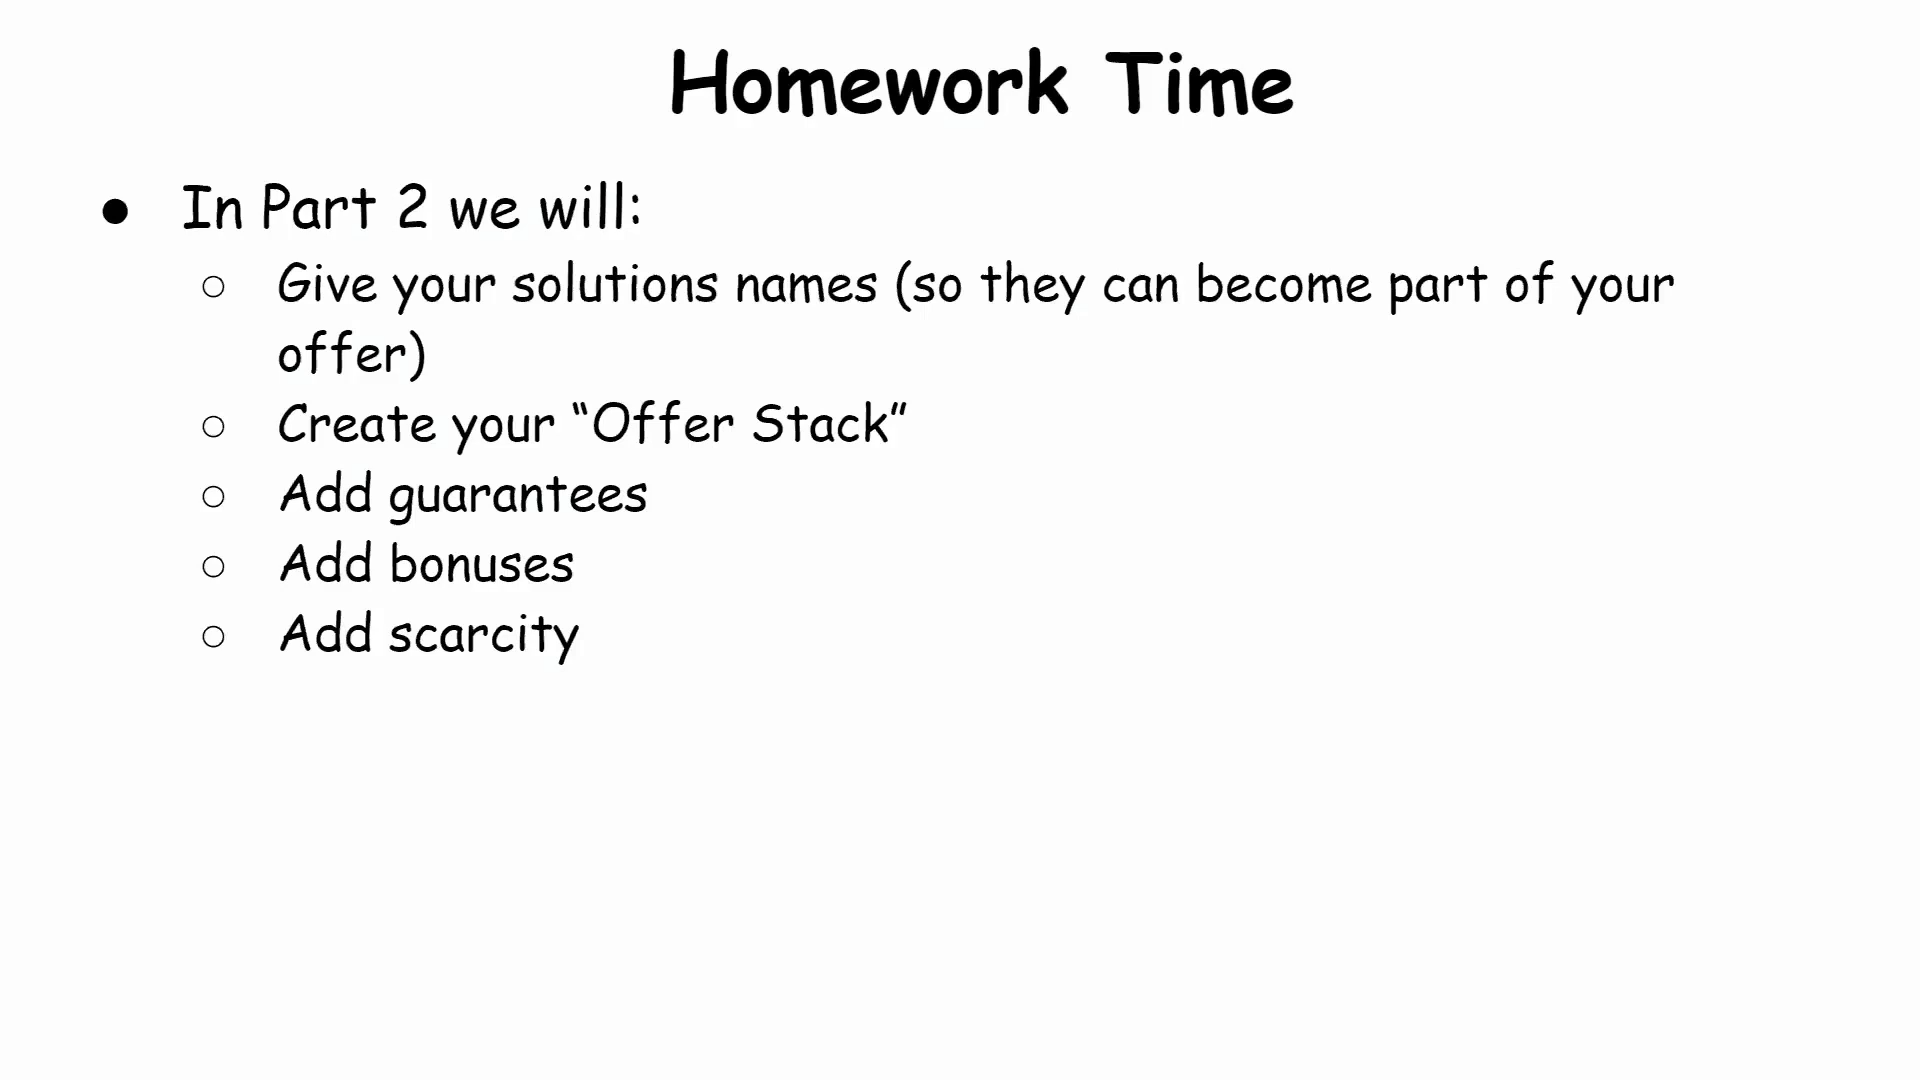 Homework Time
● In Part 2 we will:
○ Give your solutions names (so they can become part of your
offer)
○ Create your “Offer Stack”
○ Add guarantees
○ Add bonuses
○ Add scarcity